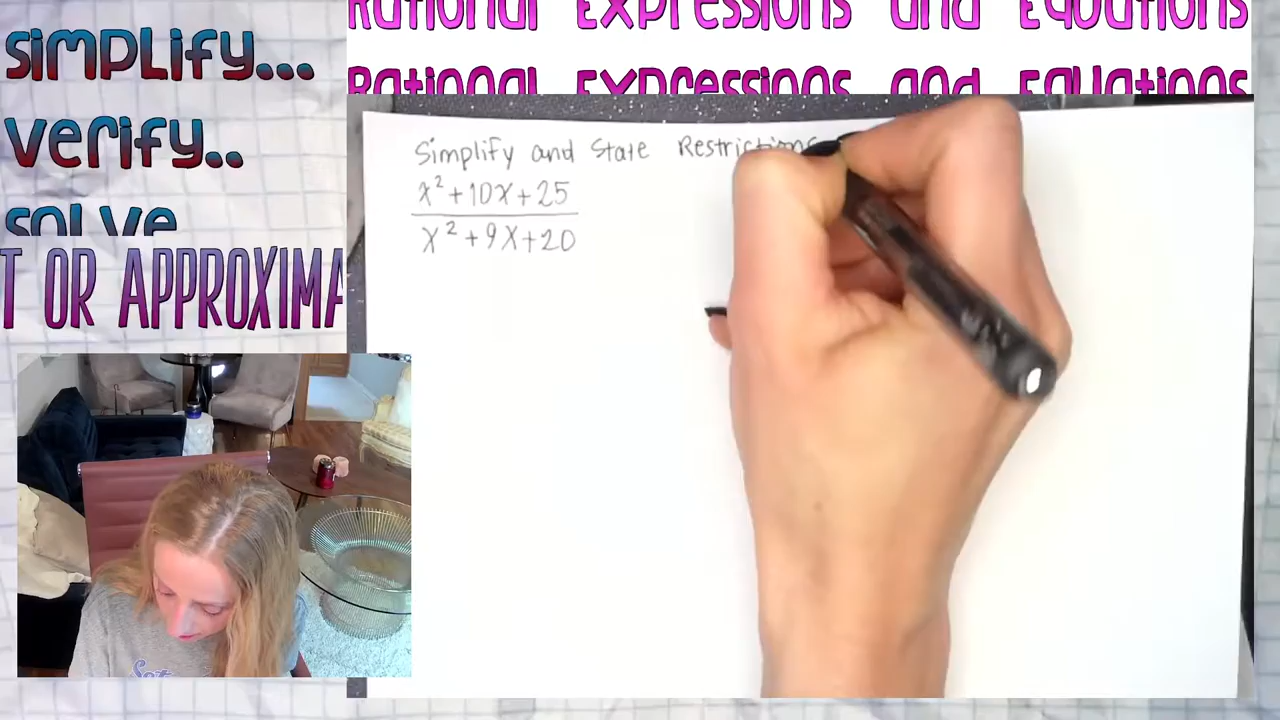 Simplify...
verify..
solve
T OR APPROXIMA
Rational Expressions and Equations
Rational Expressions and Equations
Simplify and State Restrictions
x² + 10x + 25
x² + 9x + 20